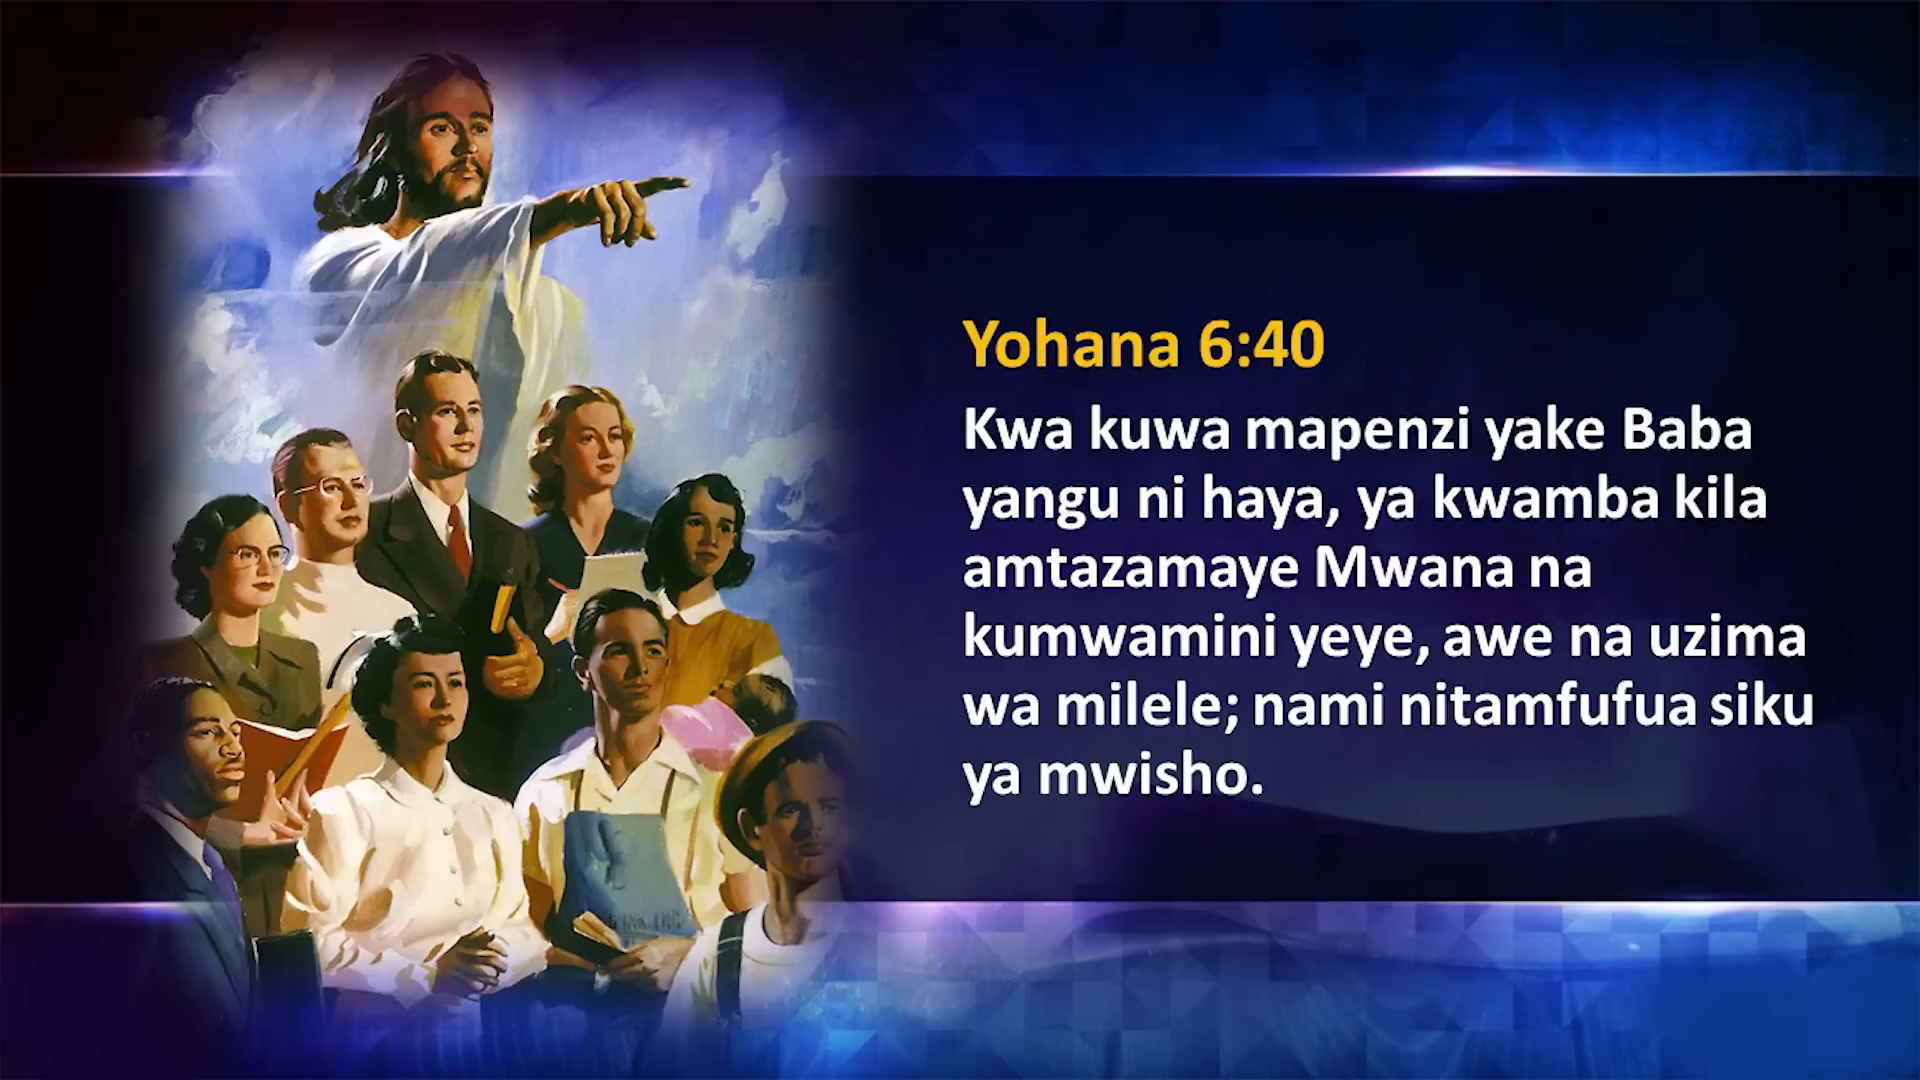 Yohana 6:40
Kwa kuwa mapenzi yake Baba
yangu ni haya, ya kwamba kila
amtazamaye Mwana na
kumwamini yeye, awe na uzima
wa milele; nami nitamfufua siku
ya mwisho.